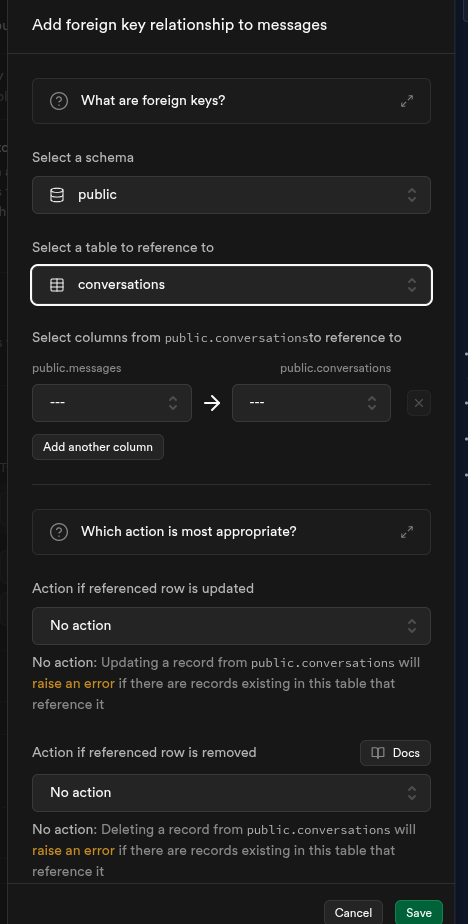 Add foreign key relationship to messages
What are foreign keys?
Select a schema
public
Select a table to reference to
conversations
Select columns from public.conversationsto reference to
public.messages public.conversations
--- ---
Add another column
Which action is most appropriate?
Action if referenced row is updated
No action
No action: Updating a record from public.conversations will
raise an error if there are records existing in this table that
reference it
Action if referenced row is removed Docs
No action
No action: Deleting a record from public.conversations will
raise an error if there are records existing in this table that
reference it
Cancel Save